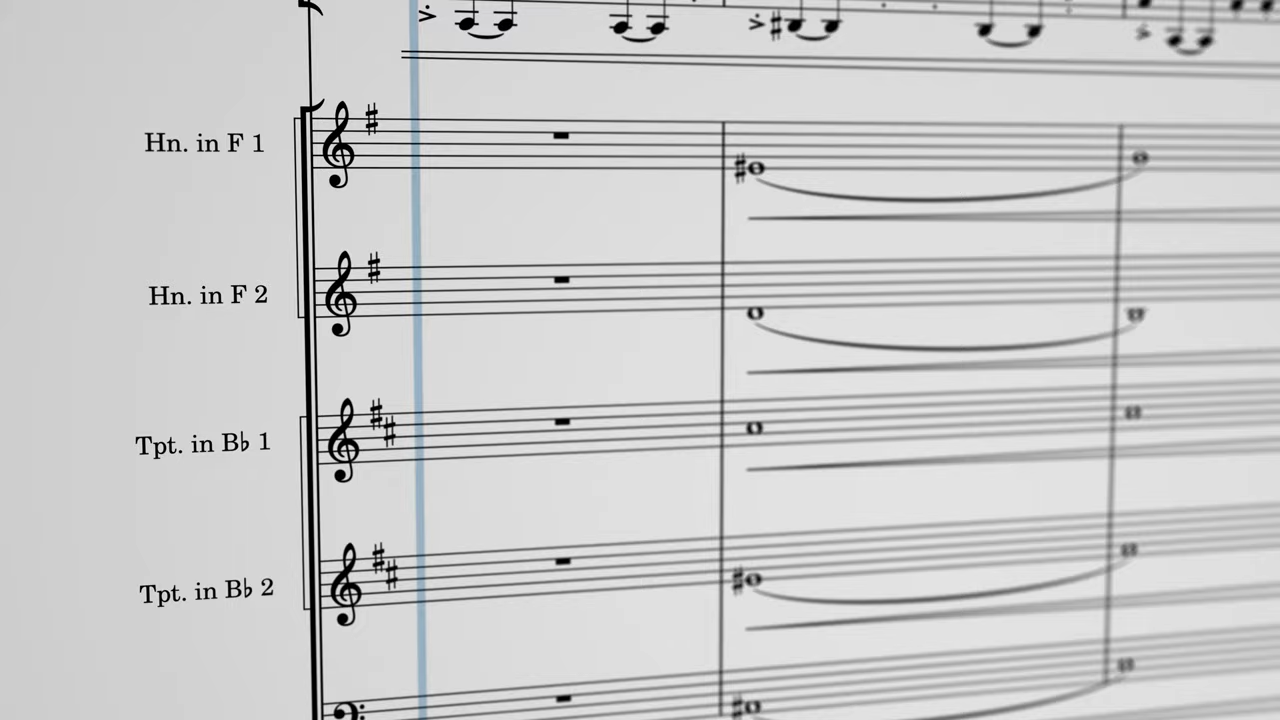 Hn. in F 1
Hn. in F 2
Tpt. in B♭ 1
Tpt. in B♭ 2